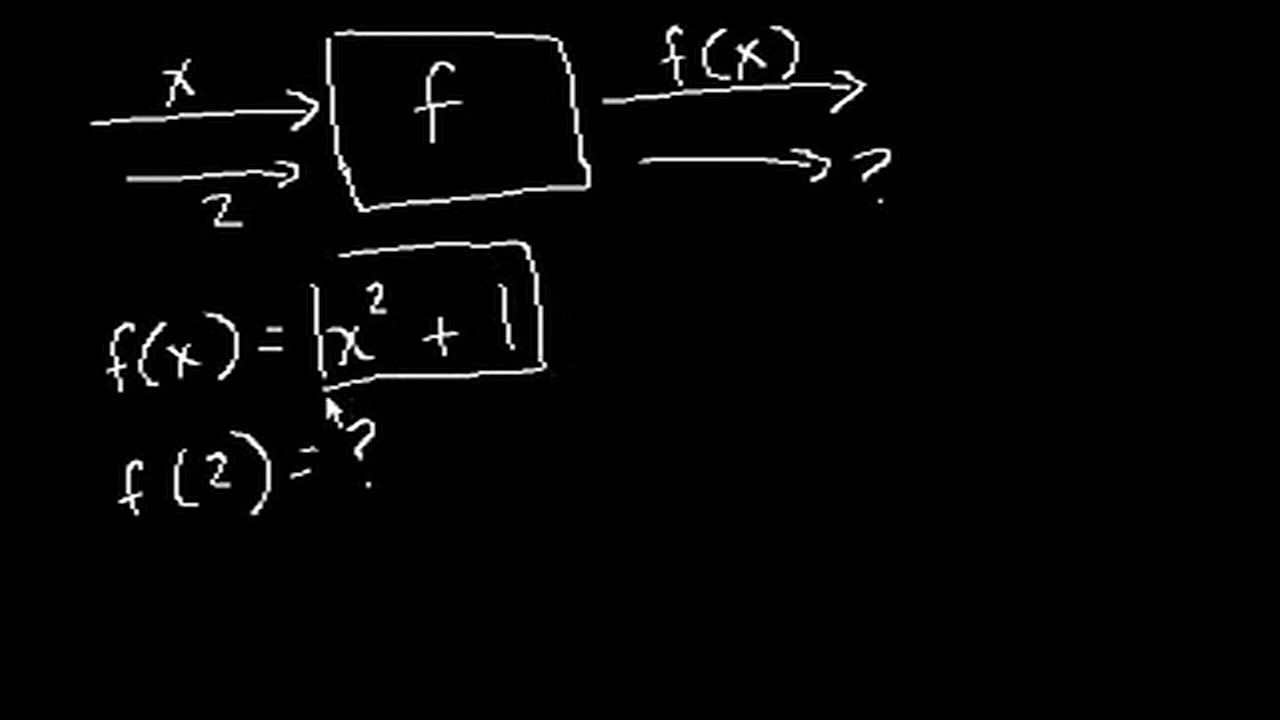 x f f(x)
2 ?
f(x) = x² + 1
f(2) = ?